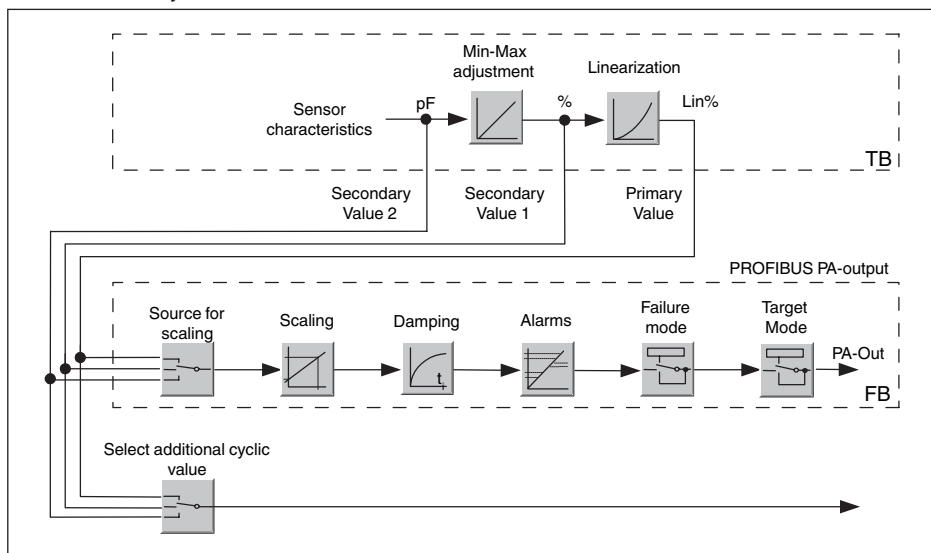 Min-Max
adjustment
Linearization
Sensor
characteristics
pF
%
Lin%
TB
Secondary
Value 2
Secondary
Value 1
Primary
Value
PROFIBUS PA-output
Source for
scaling
Scaling
Damping
t
Alarms
Failure
mode
Target
Mode
PA-Out
FB
Select additional cyclic
value